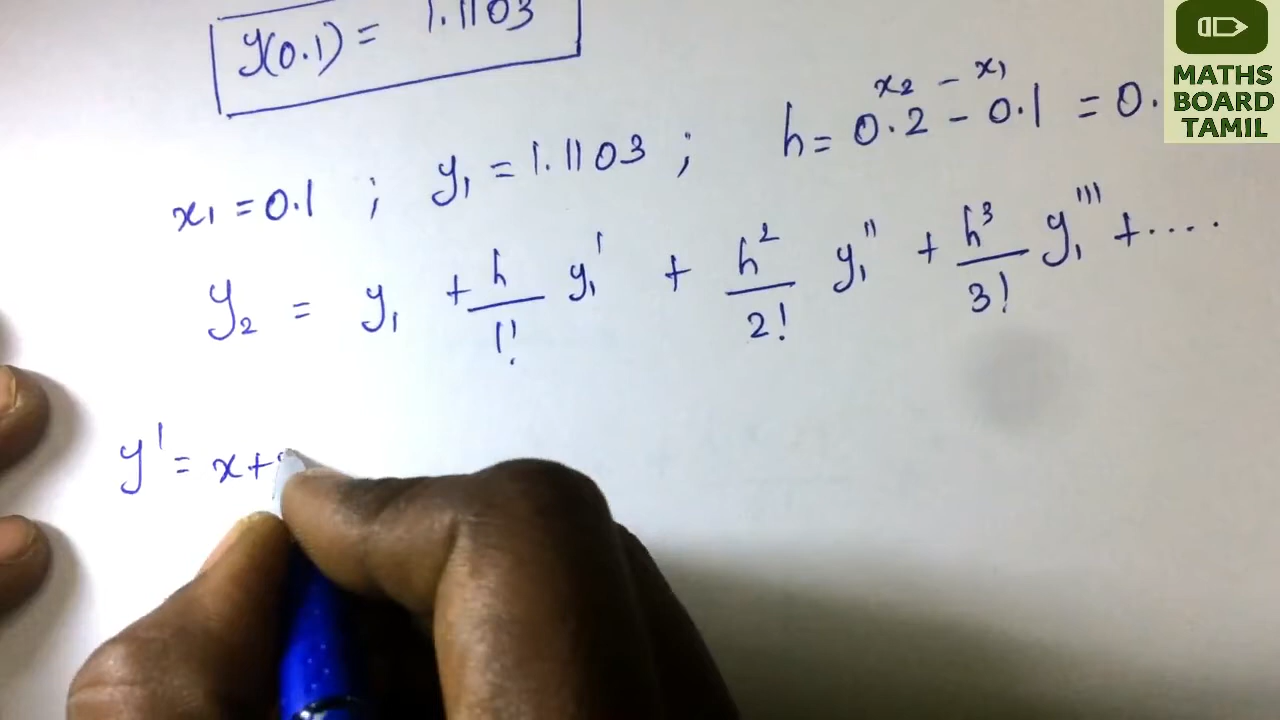 y(0.1) = 1.1103
MATHS
BOARD
TAMIL
x₂ - x₁
x₁ = 0.1 ; y₁ = 1.1103 ; h = 0.2 - 0.1 = 0.
y₂ = y₁ + h/1! y₁' + h²/2! y₁'' + h³/3! y₁''' + ....
y' = x+